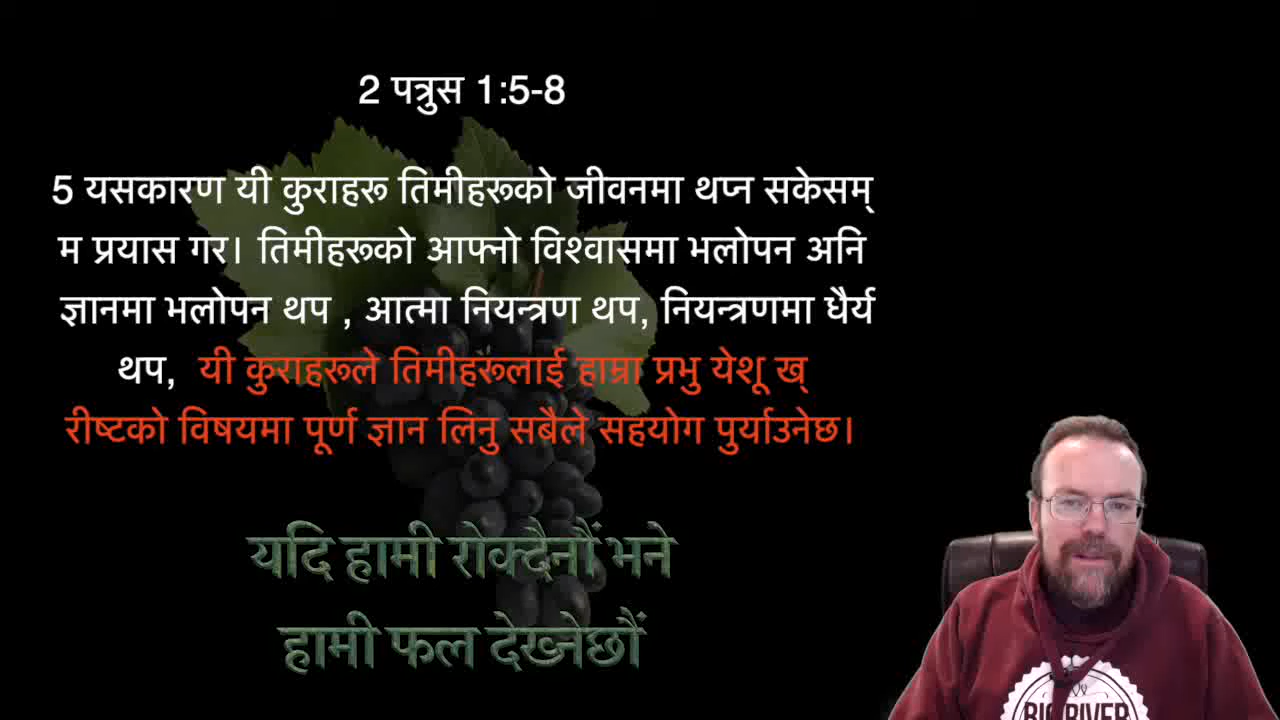 2 पत्रुस 1:5-8
5 यसकारण यी कुराहरू तिमीहरूको जीवनमा थप्न सकेसम्
म प्रयास गर। तिमीहरूको आफ्नो विश्वासमा भलोपन अनि
ज्ञानमा भलोपन थप , आत्मा नियन्त्रण थप, नियन्त्रणमा धैर्य
थप, यी कुराहरूले तिमीहरूलाई हाम्रा प्रभु येशू ख्
रीष्टको विषयमा पूर्ण ज्ञान लिनु सबैले सहयोग पुर्याउनेछ।
यदि हामी रोक्दैनौं भने
हामी फल देख्नेछौं
BIG RIVER